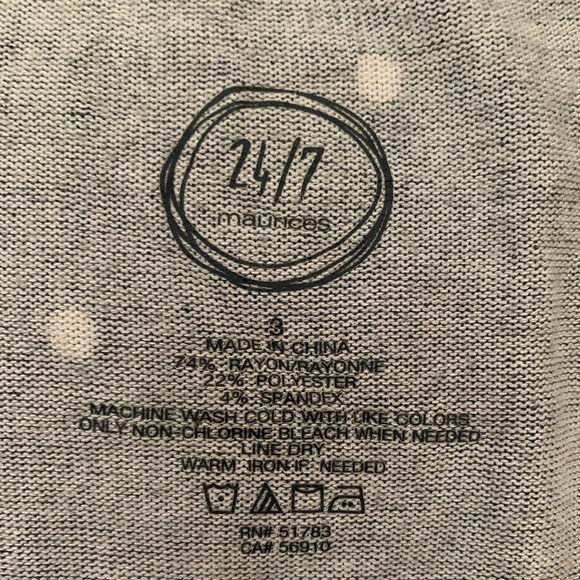 24/7
maurices
3
MADE IN CHINA
74% RAYON/RAYONNE
22% POLYESTER
4% SPANDEX
MACHINE WASH COLD WITH LIKE COLORS
ONLY NON-CHLORINE BLEACH WHEN NEEDED
LINE DRY
WARM IRON IF NEEDED
RN# 51783
CA# 56910